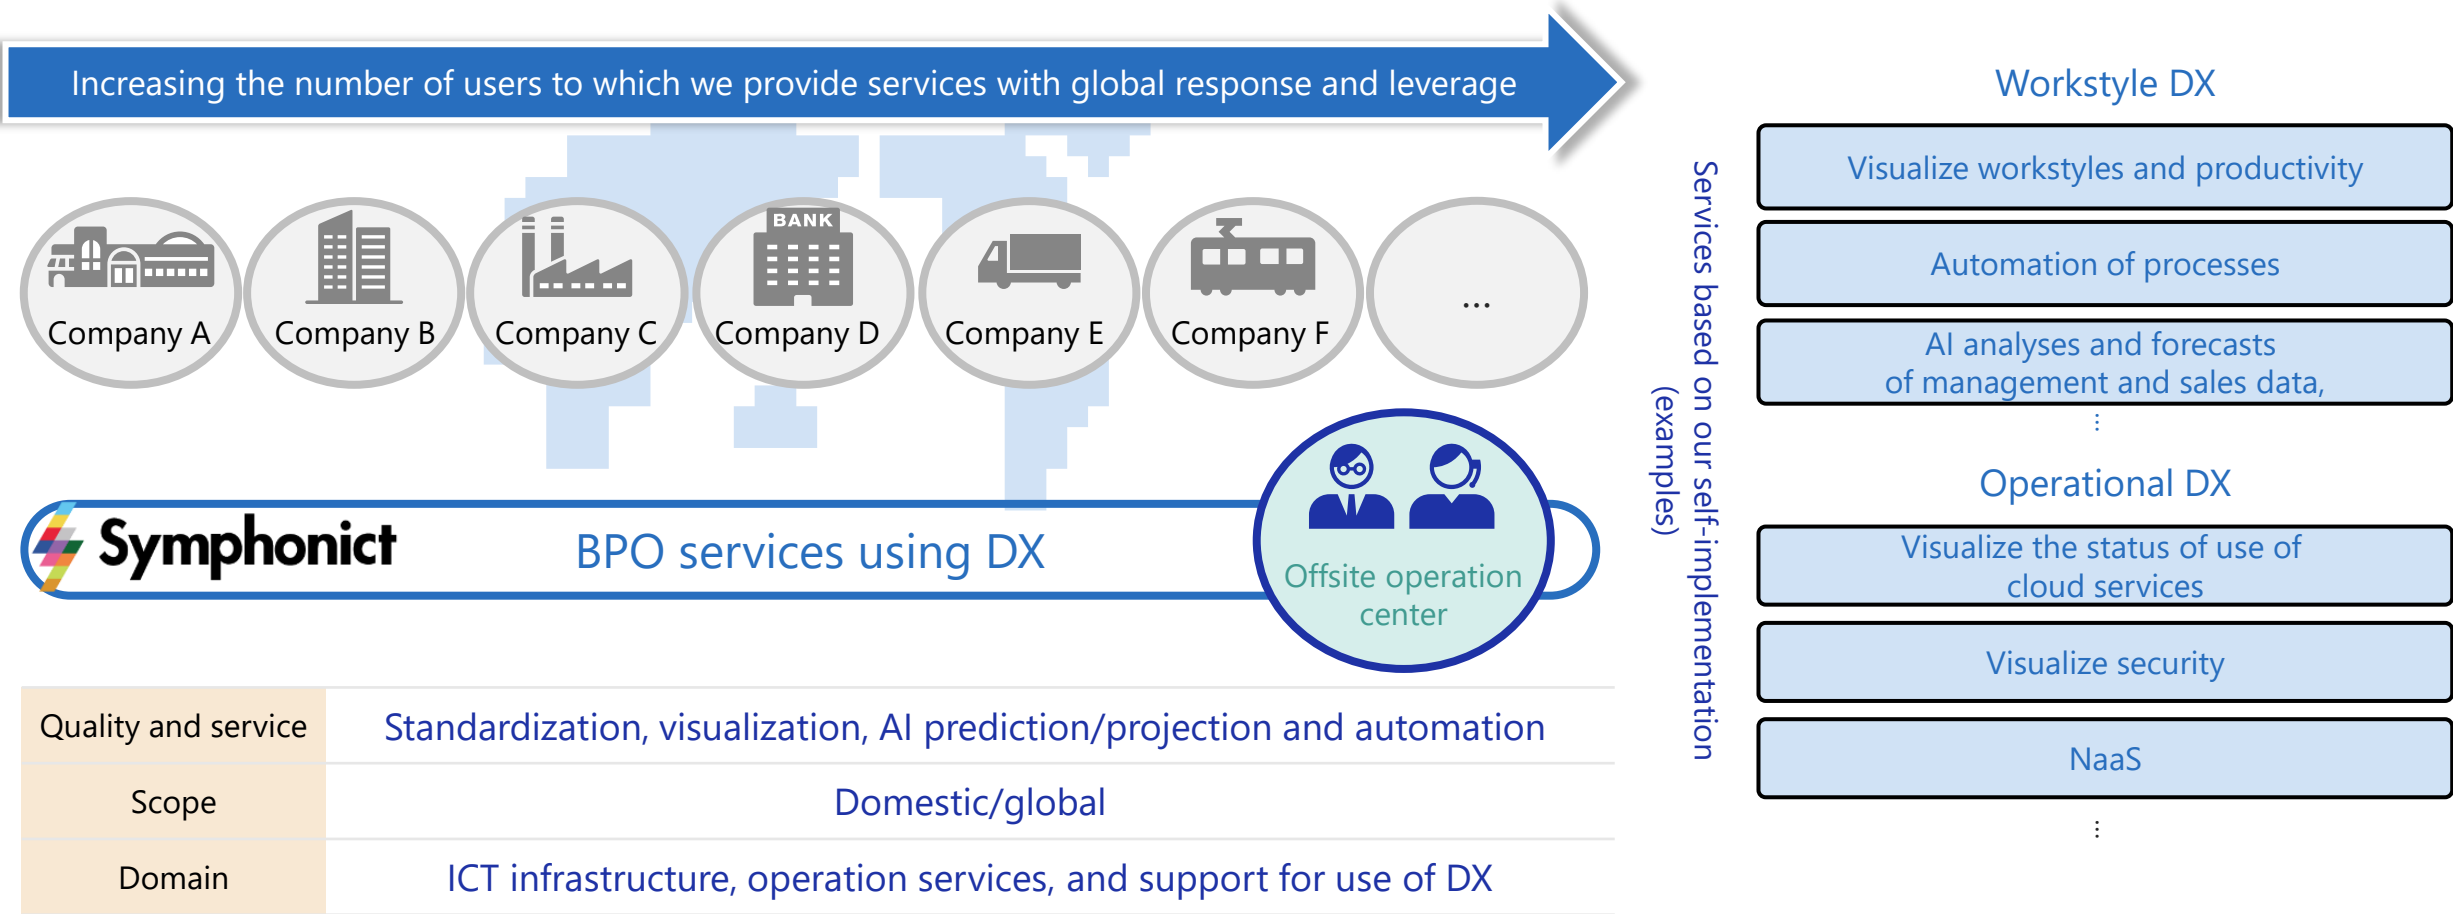 Increasing the number of users to which we provide services with global response and leverage
BANK
Company A
Company B
Company C
Company D
Company E
Company F
...
Symphonict
BPO services using DX
Offsite operation
center
Quality and service
Standardization, visualization, AI prediction/projection and automation
Scope
Domestic/global
Domain
ICT infrastructure, operation services, and support for use of DX
Services based on our self-implementation
(examples)
Workstyle DX
Visualize workstyles and productivity
Automation of processes
AI analyses and forecasts
of management and sales data,
...
Operational DX
Visualize the status of use of
cloud services
Visualize security
NaaS
...